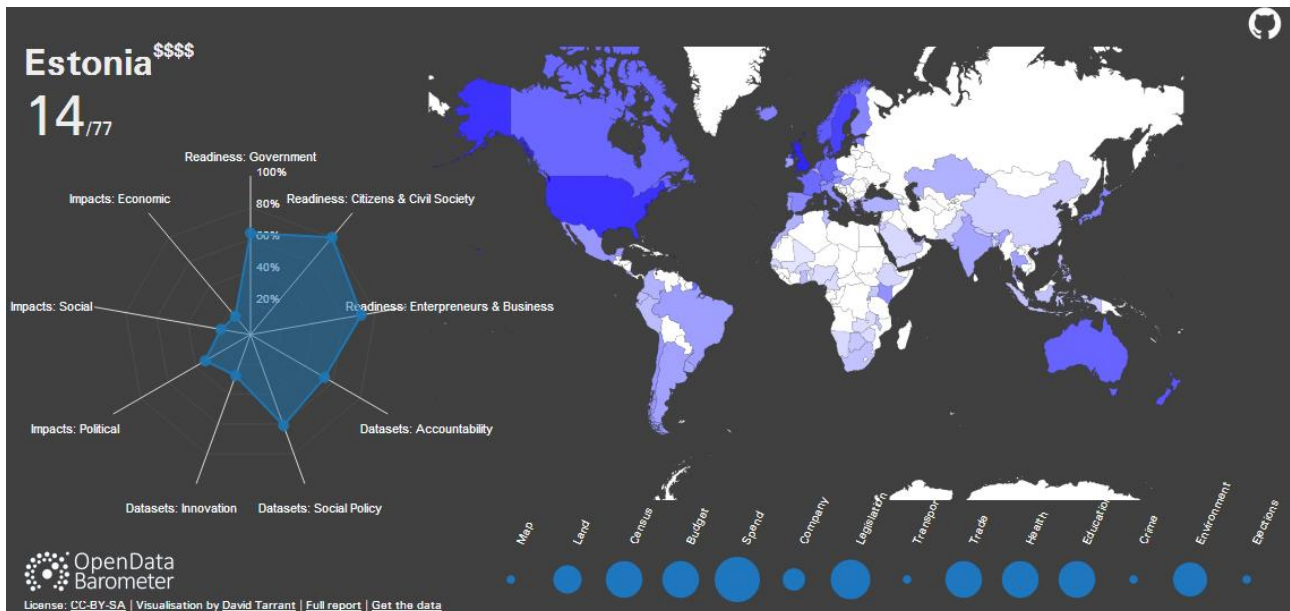 Estonia$$$$
14/77
Readiness: Government
100%
Impacts: Economic
80%
Readiness: Citizens & Civil Society
60%
40%
20%
Impacts: Social
Readiness: Enterpreneurs & Business
Impacts: Political
Datasets: Accountability
Datasets: Innovation
Datasets: Social Policy
Map
Land
Census
Budget
Spend
Company
Legislation
Transport
Trade
Health
Education
Crime
Environment
Elections
OpenData
Barometer
License: CC-BY-SA | Visualisation by David Tarrant | Full report | Get the data